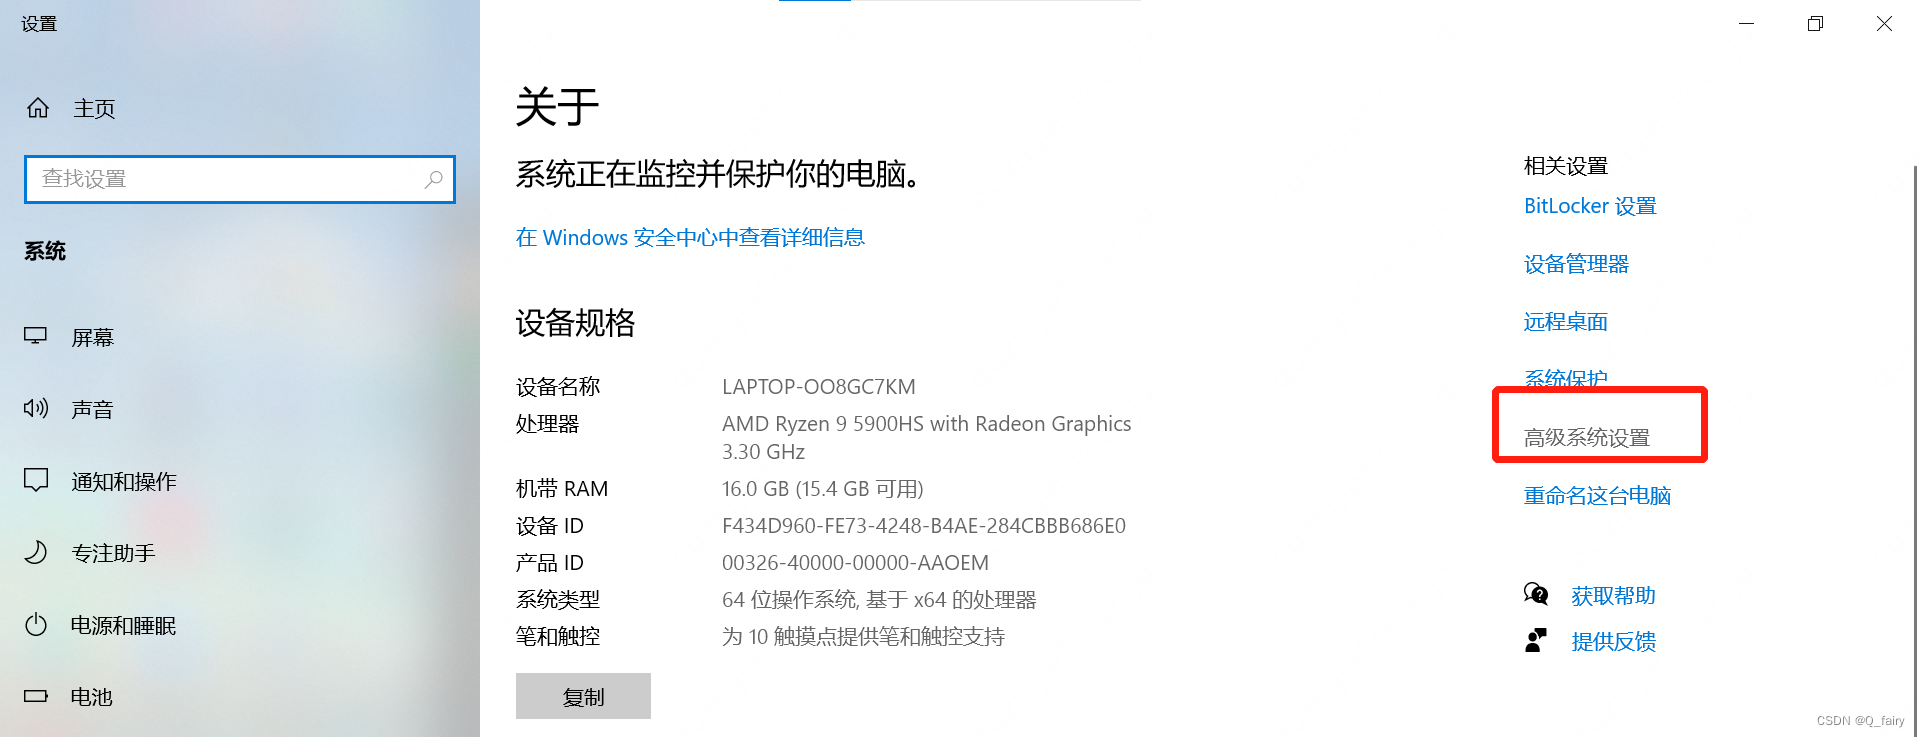 设置
主页
查找设置
系统
屏幕
声音
通知和操作
专注助手
电源和睡眠
电池
关于
系统正在监控并保护你的电脑。
在 Windows 安全中心中查看详细信息
设备规格
设备名称 LAPTOP-OO8GC7KM
处理器 AMD Ryzen 9 5900HS with Radeon Graphics
3.30 GHz
机带 RAM 16.0 GB (15.4 GB 可用)
设备 ID F434D960-FE73-4248-B4AE-284CBBB686E0
产品 ID 00326-40000-00000-AAOEM
系统类型 64 位操作系统, 基于 x64 的处理器
笔和触控 为 10 触摸点提供笔和触控支持
复制
相关设置
BitLocker 设置
设备管理器
远程桌面
系统保护
高级系统设置
重命名这台电脑
获取帮助
提供反馈
CSDN @Q_fairy